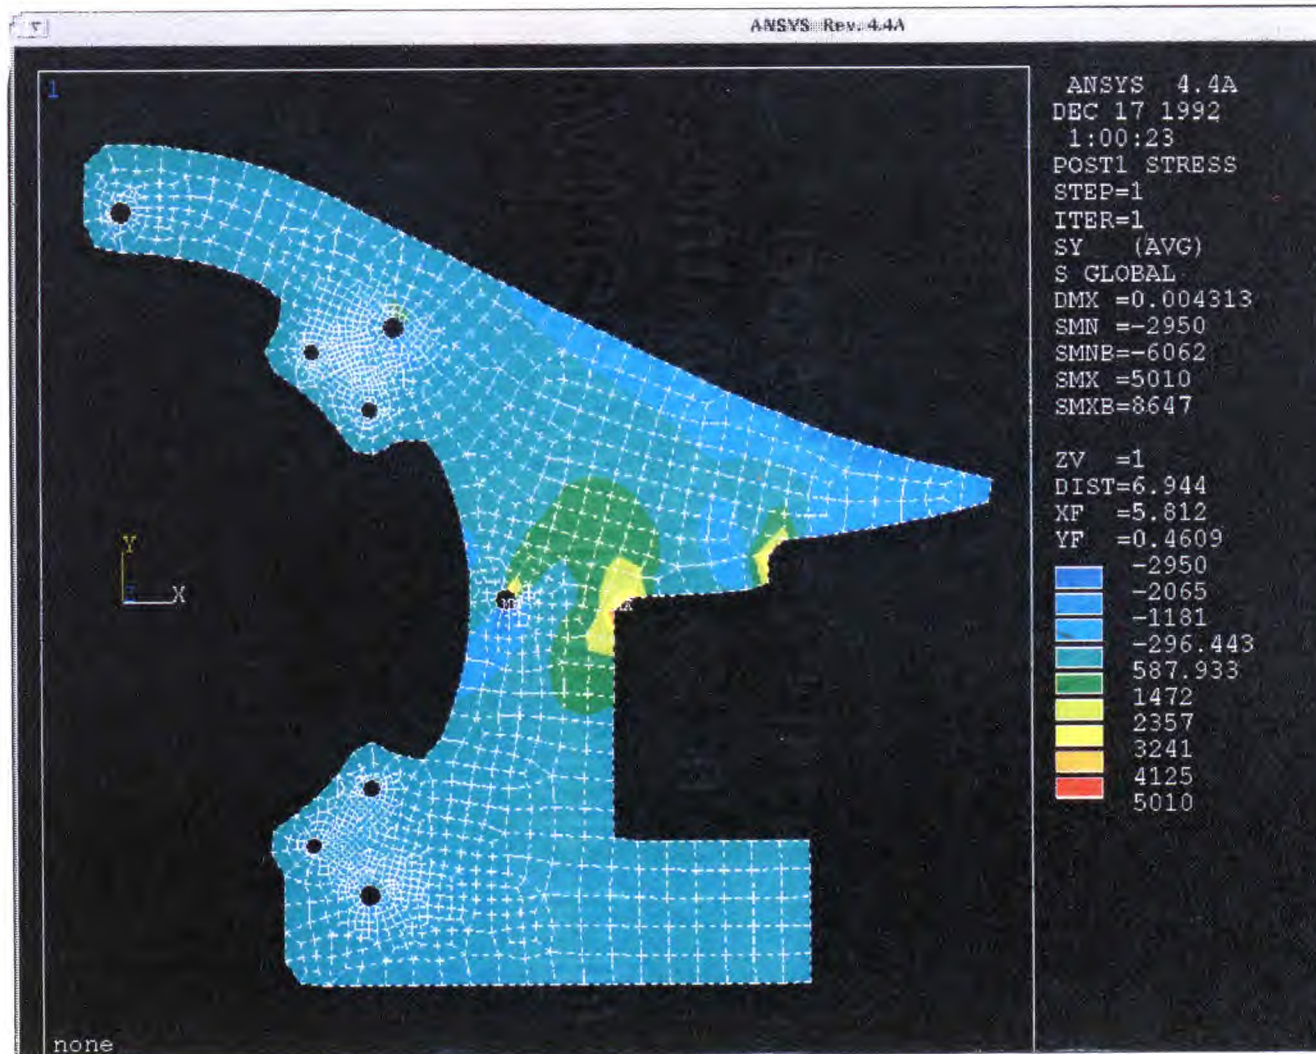 ANSYS Rev. 4.4A
1
ANSYS 4.4A
DEC 17 1992
1:00:23
POST1 STRESS
STEP=1
ITER=1
SY (AVG)
S GLOBAL
DMX =0.004313
SMN =-2950
SMNB=-6062
SMX =5010
SMXB=8647
ZV =1
DIST=6.944
XF =5.812
YF =0.4609
-2950
-2065
-1181
-296.443
587.933
1472
2357
3241
4125
5010
Y
X
none